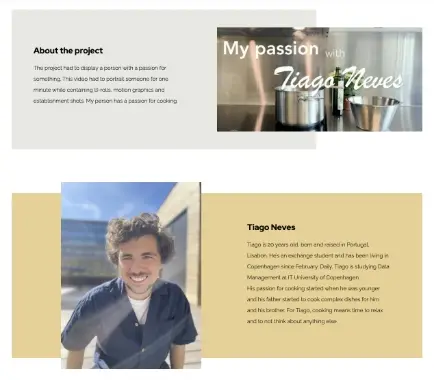 About the project
The project had to display a person with a passion for
something. This video had to portrait someone for one
minute while containing B-rolls, motion graphics and
establishment shots. My person has a passion for cooking
My passion with
Tiago Neves
Tiago Neves
Tiago is 20 years old, born and raised in Portugal,
Lisabon. He's an exchange student and has been living in
Copenhagen since February. Daily, Tiago is studying Data
Management at IT University of Copenhagen.
His passion for cooking started when he was younger
and his father started to cook complex dishes for him
and his brother. For Tiago, cooking means time to relax
and to not think about anything else